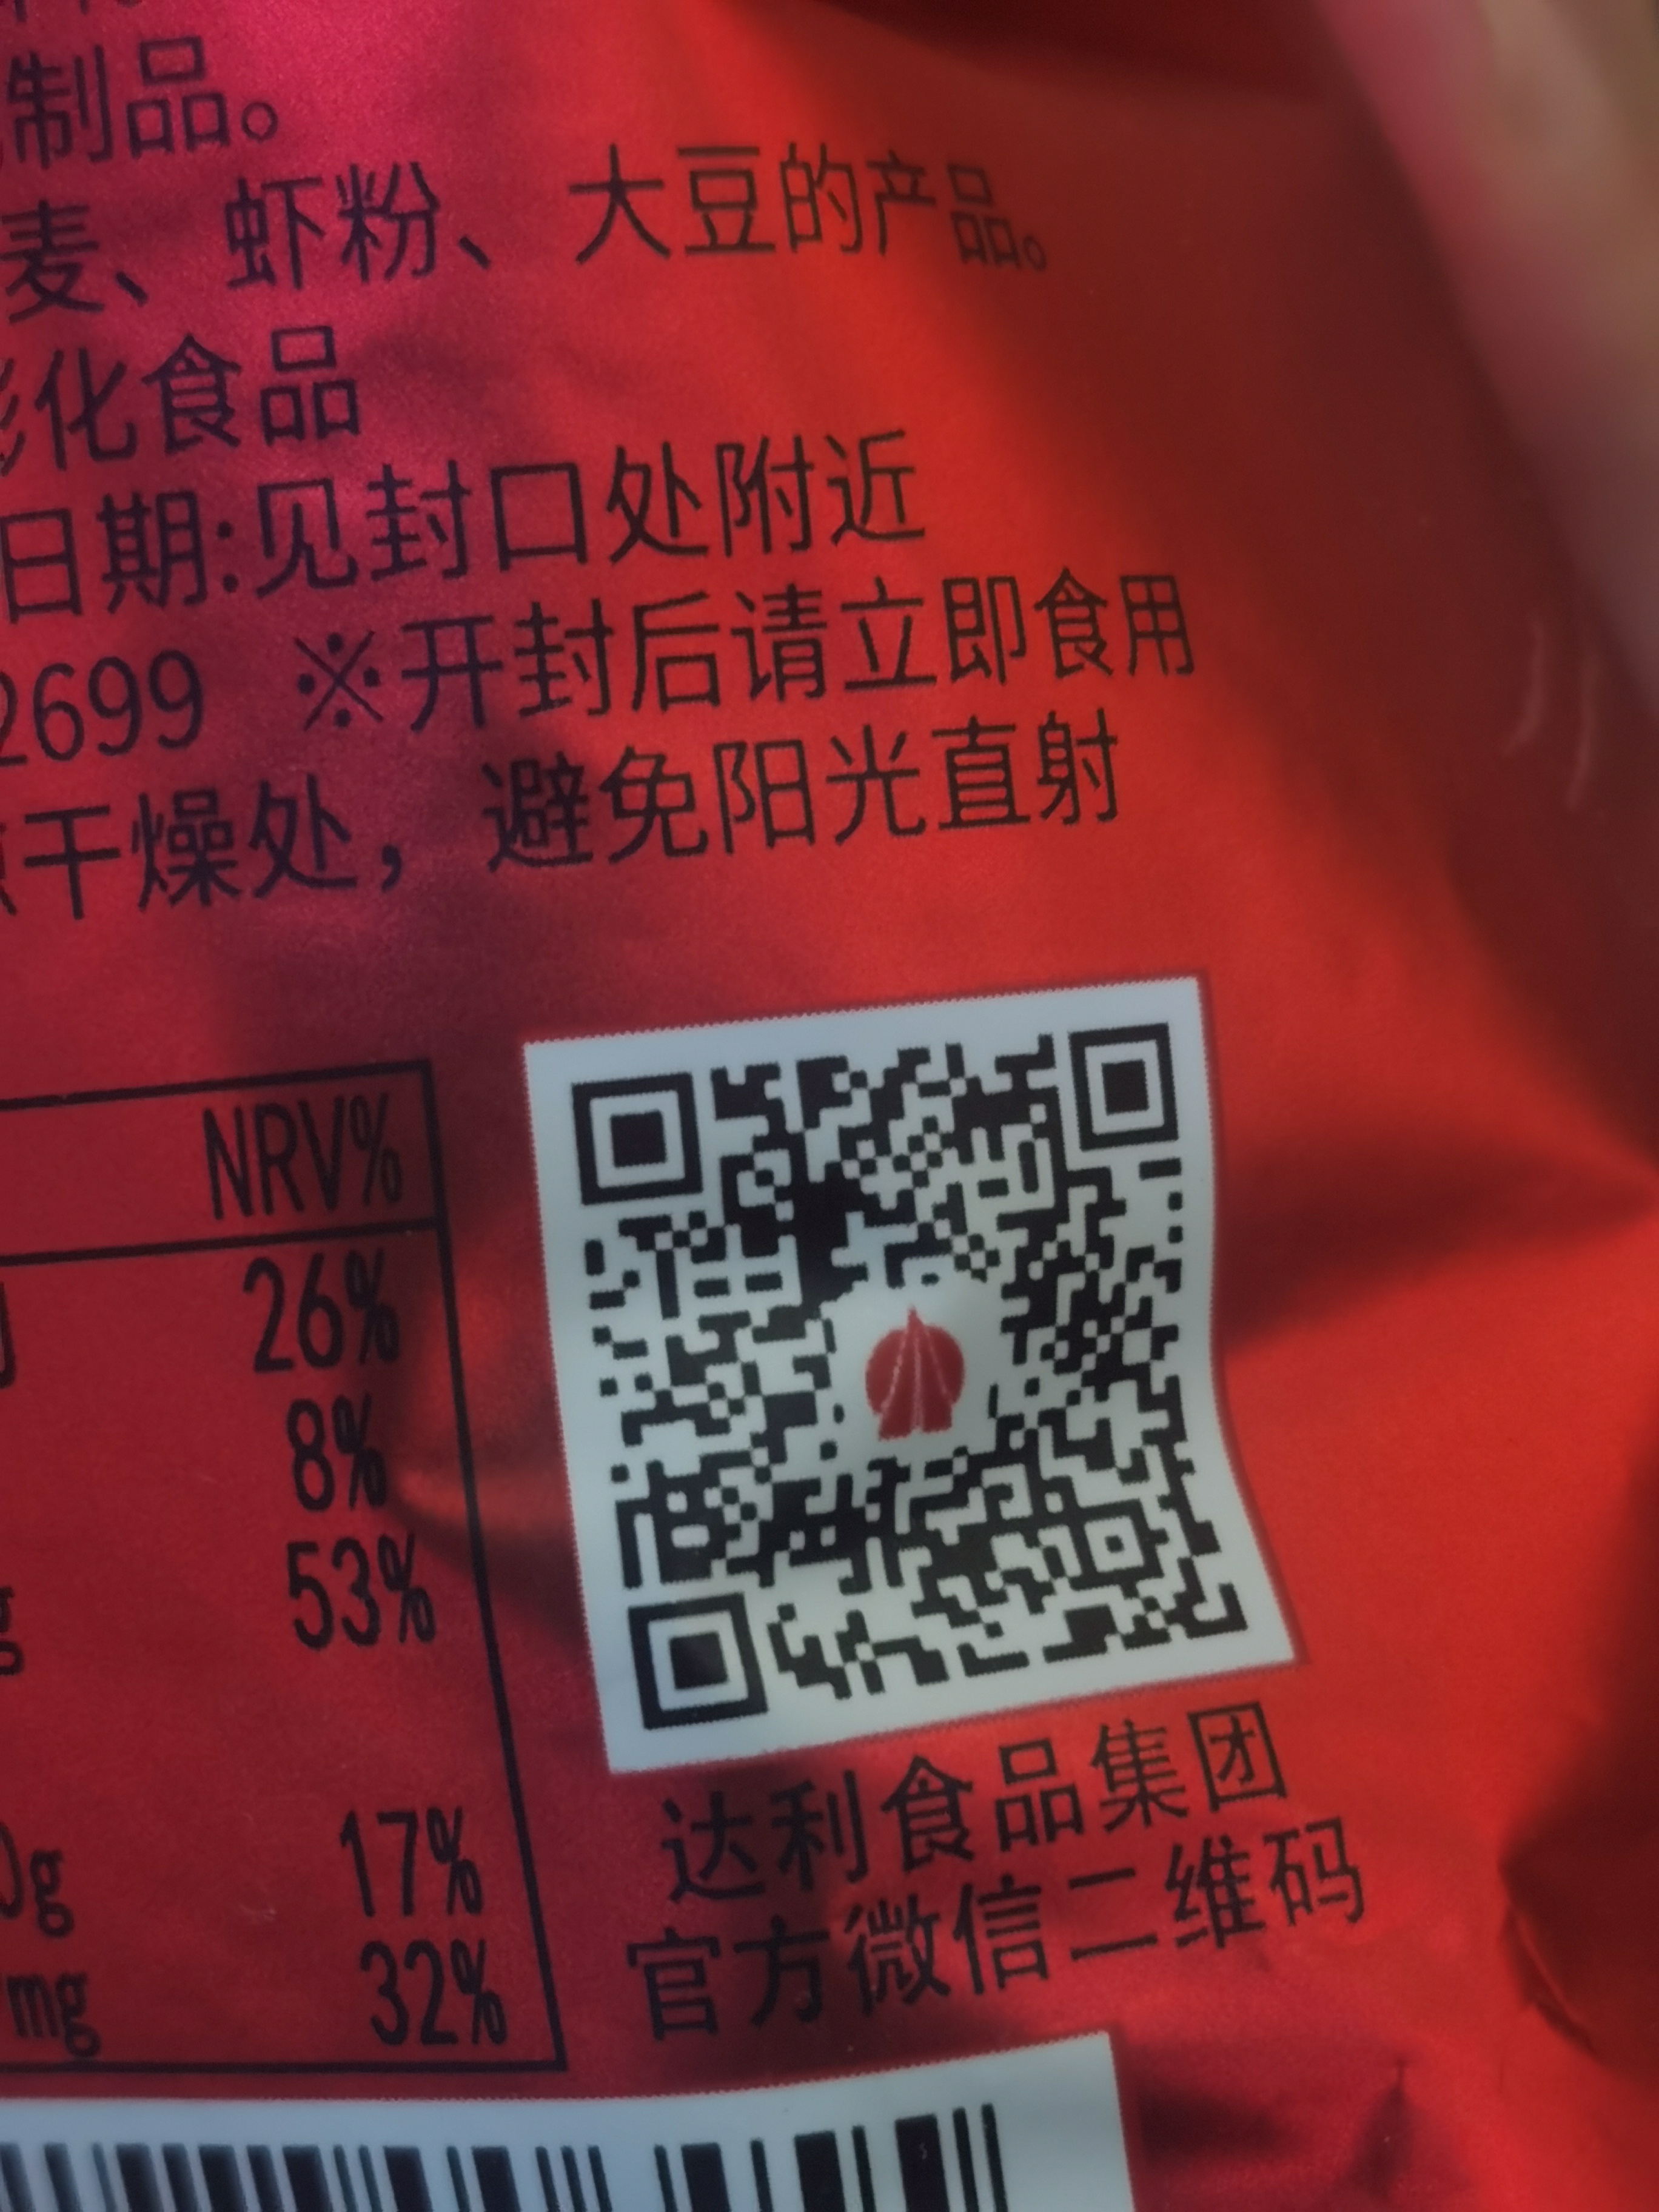 制品。
麦、虾粉、大豆的产品。
膨化食品
日期:见封口处附近
2699 ※开封后请立即食用
干燥处，避免阳光直射
NRV%
26%
8%
g 53%
0g 17%
mg 32%
达利食品集团
官方微信二维码